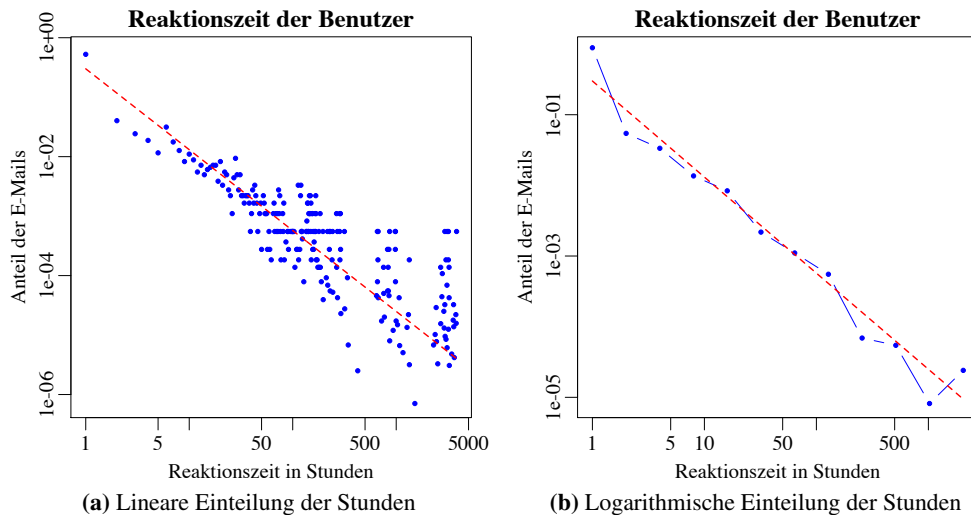 Reaktionszeit der Benutzer
Anteil der E-Mails
1e+00
1e-02
1e-04
1e-06
1 5 50 500 5000
Reaktionszeit in Stunden
(a) Lineare Einteilung der Stunden
Reaktionszeit der Benutzer
Anteil der E-Mails
1e-01
1e-03
1e-05
1 5 10 50 500
Reaktionszeit in Stunden
(b) Logarithmische Einteilung der Stunden